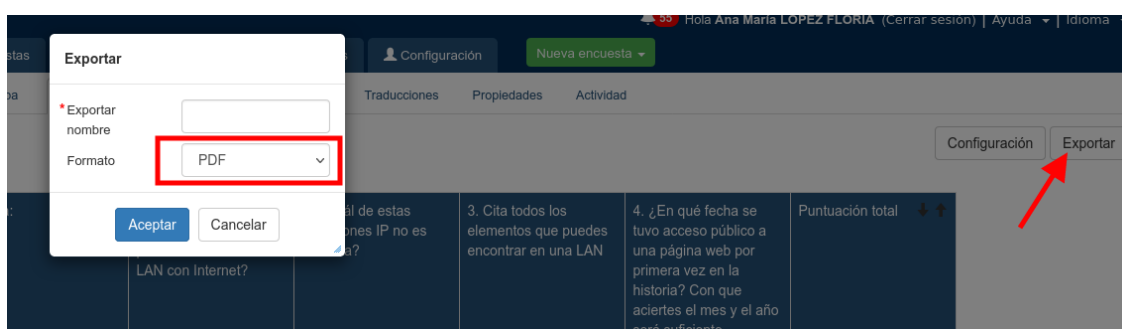 55 Hola Ana María LOPEZ FLORIA (Cerrar sesión) | Ayuda | Idioma
Configuración Nueva encuesta
Traducciones Propiedades Actividad
Exportar
* Exportar
nombre
Formato PDF
Aceptar Cancelar
Configuración Exportar
LAN con Internet?
ál de estas
ones IP no es
a?
3. Cita todos los
elementos que puedes
encontrar en una LAN
4. ¿En qué fecha se
tuvo acceso público a
una página web por
primera vez en la
historia? Con que
aciertes el mes y el año
será suficiente
Puntuación total